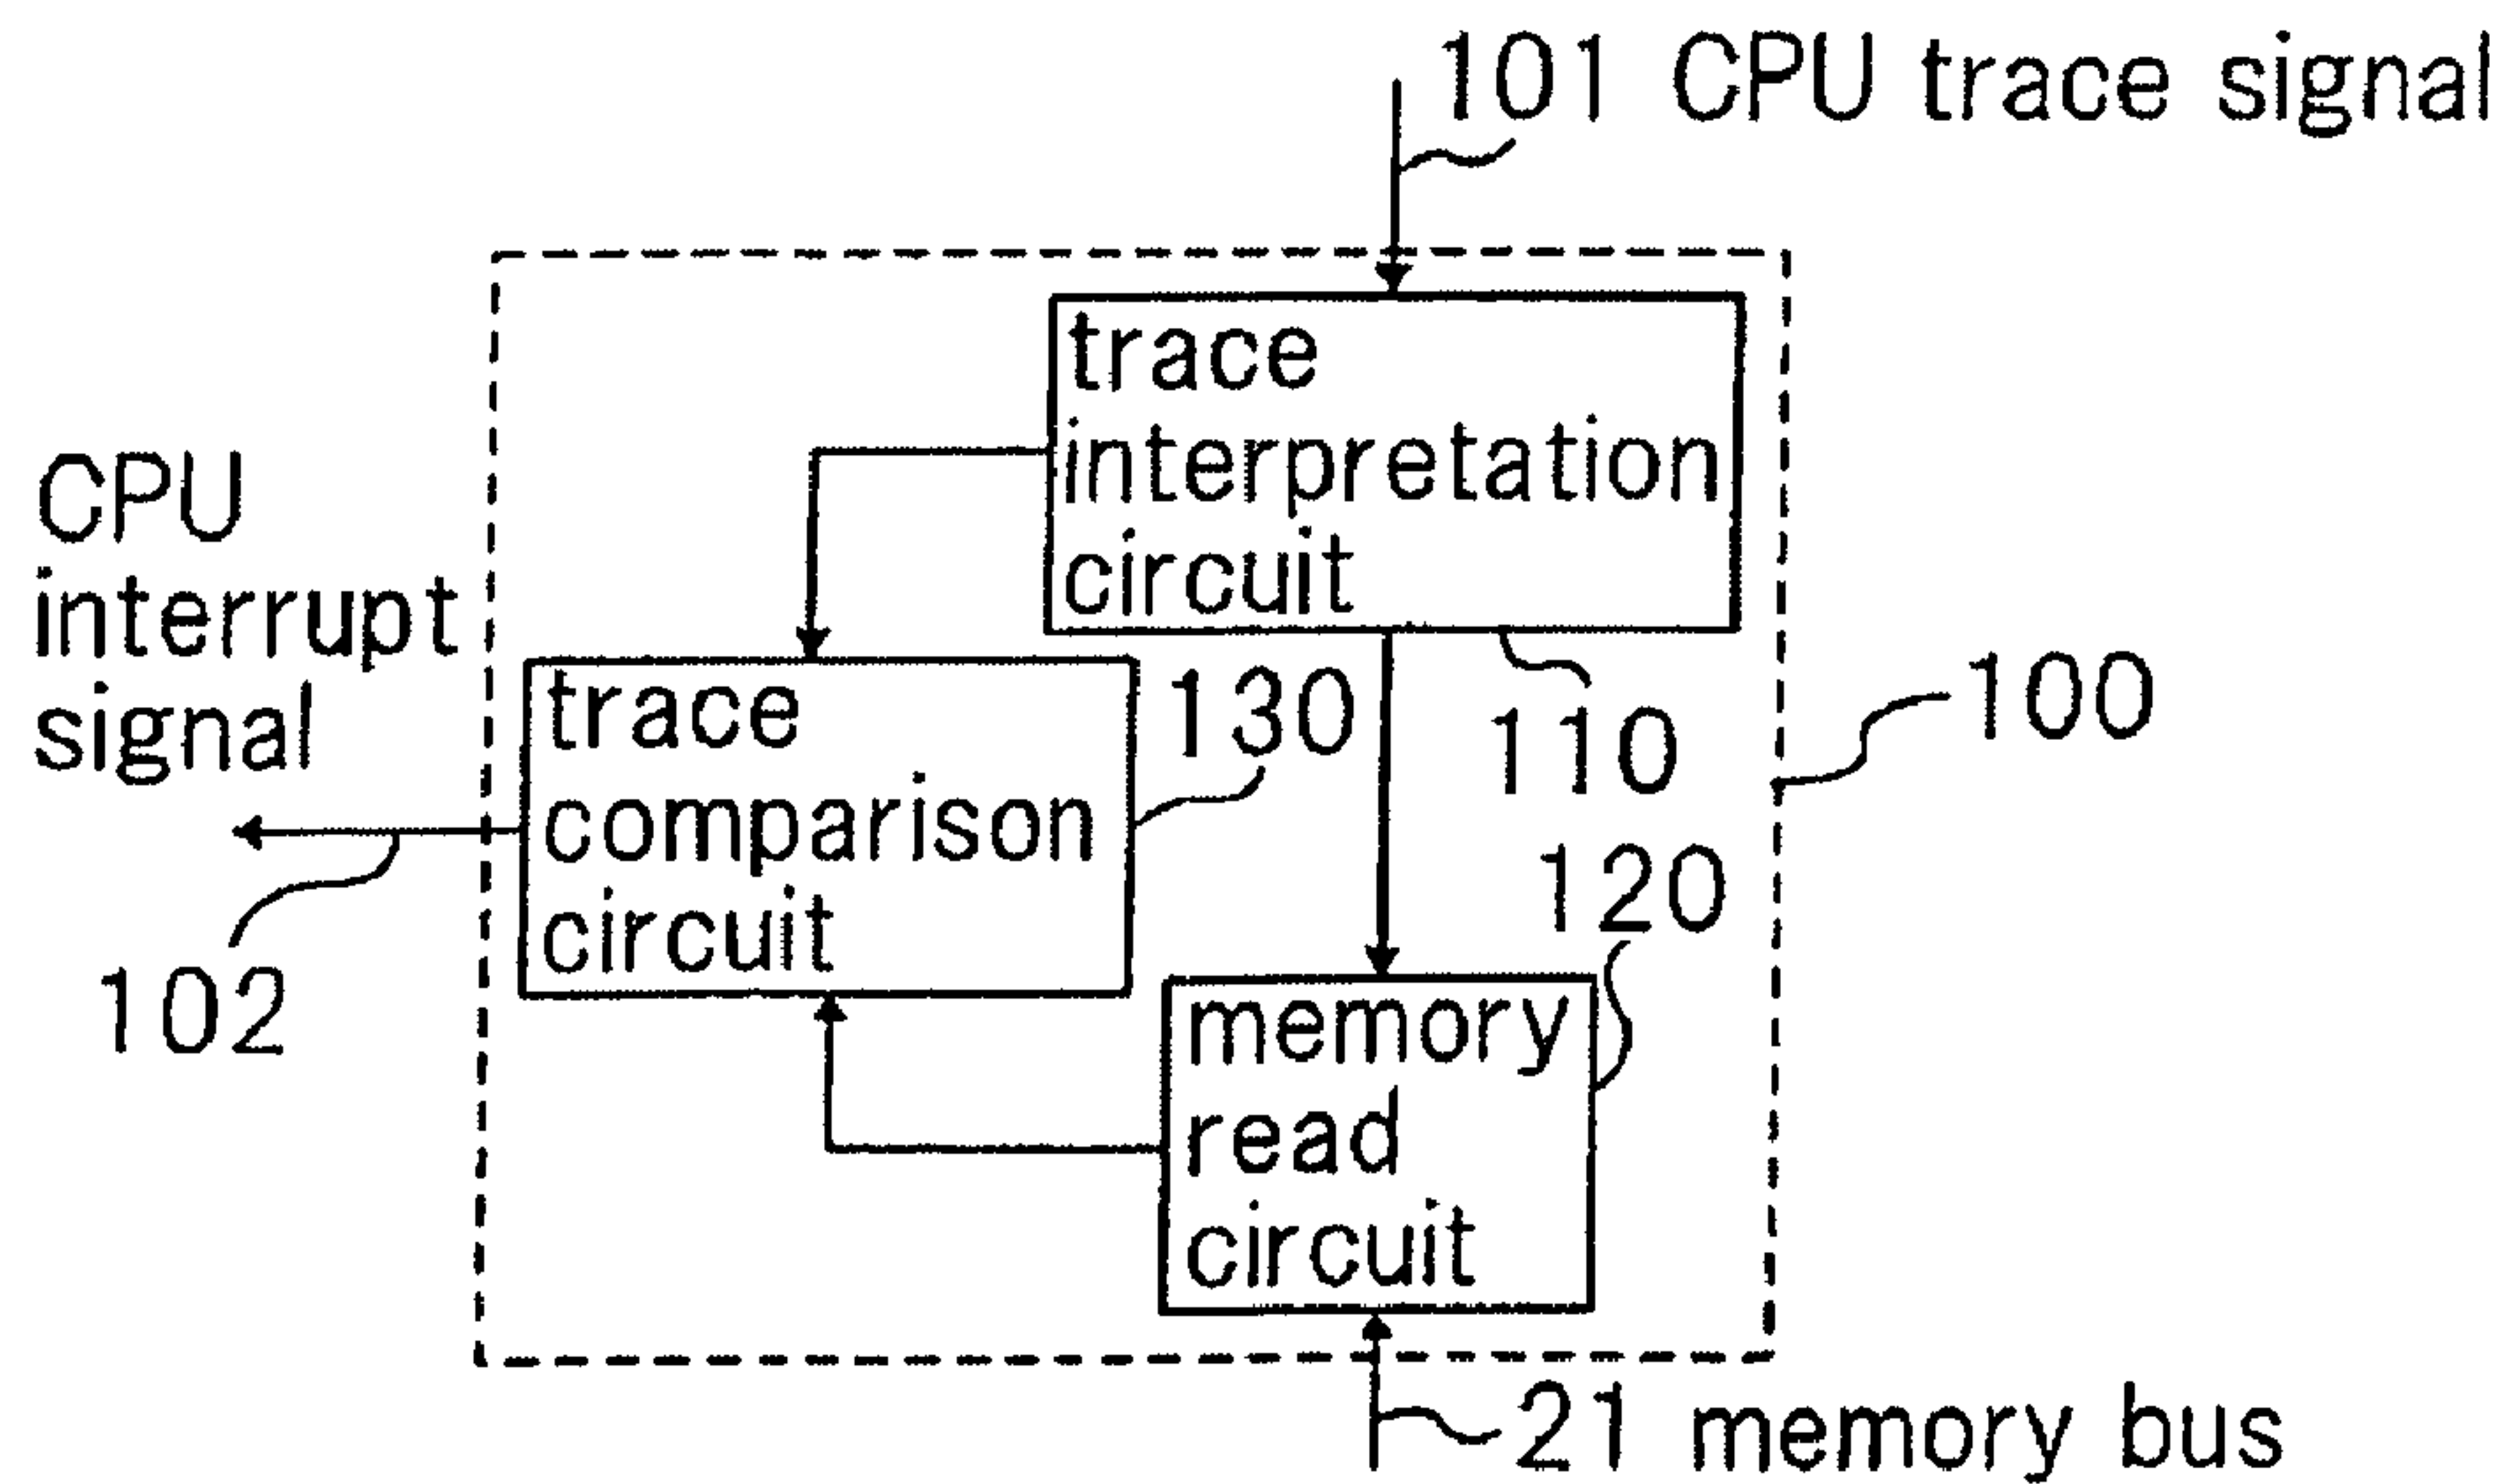 101 CPU trace signal
trace
interpretation
circuit
CPU
interrupt
signal
trace
comparison
circuit
130
110
100
120
102
memory
read
circuit
21 memory bus